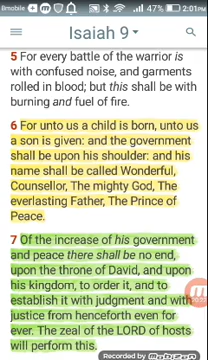 Bmobile 47% 2:01PM
Isaiah 9
5 For every battle of the warrior is
with confused noise, and garments
rolled in blood; but this shall be with
burning and fuel of fire.
6 For unto us a child is born, unto us
a son is given: and the government
shall be upon his shoulder: and his
name shall be called Wonderful,
Counsellor, The mighty God, The
everlasting Father, The Prince of
Peace.
7 Of the increase of his government
and peace there shall be no end,
upon the throne of David, and upon
his kingdom, to order it, and to
establish it with judgment and with
justice from henceforth even for
ever. The zeal of the LORD of hosts
will perform this.
Recorded by Mobizen